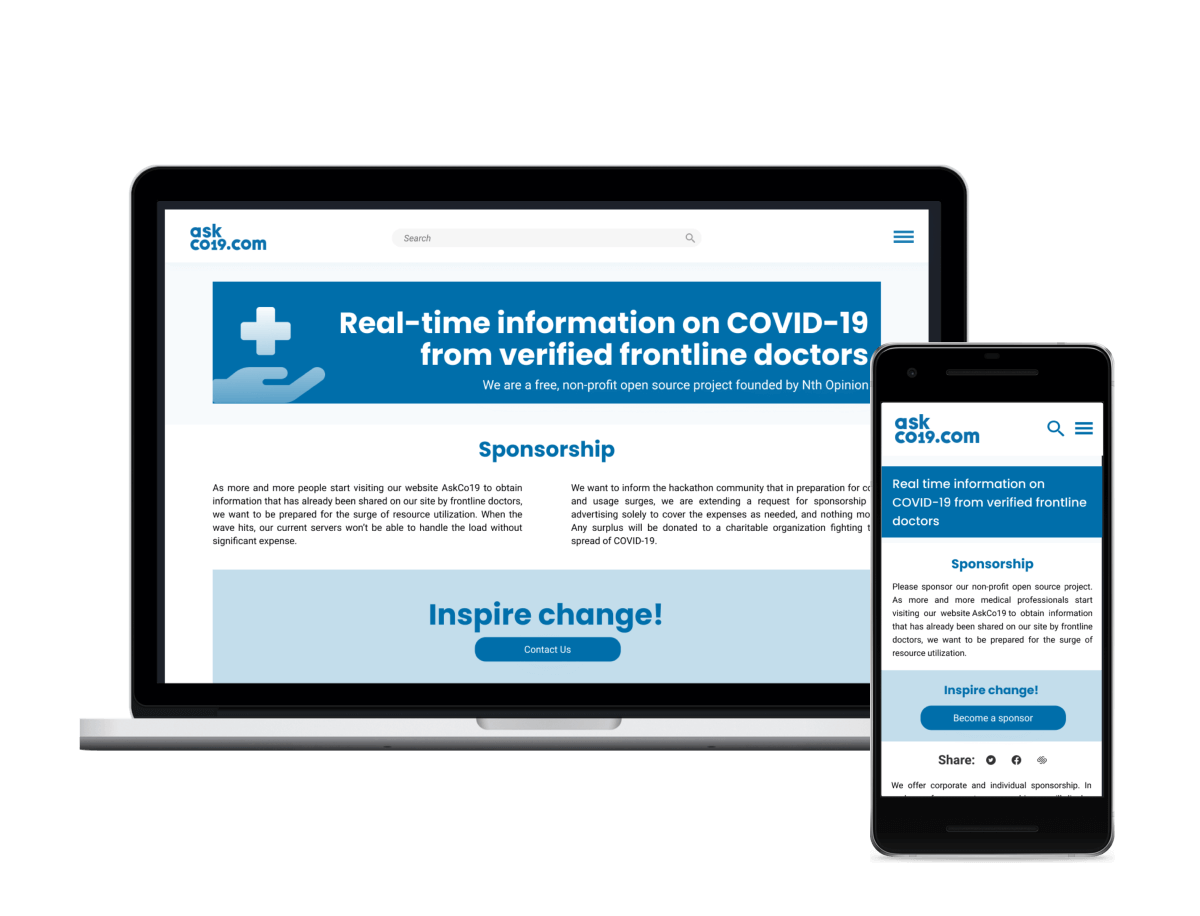 ask
co19.com
Search
Real-time information on COVID-19
from verified frontline doctors
We are a free, non-profit open source project founded by Nth Opinion
Sponsorship
As more and more people start visiting our website AskCo19 to obtain
information that has already been shared on our site by frontline doctors,
we want to be prepared for the surge of resource utilization. When the
wave hits, our current servers won't be able to handle the load without
significant expense.
We want to inform the hackathon community that in preparation for
and usage surges, we are extending a request for sponsorship
advertising solely to cover the expenses as needed, and nothing
Any surplus will be donated to a charitable organization fighting
spread of COVID-19.
Inspire change!
Contact Us
ask
co19.com
Real time information on
COVID-19 from verified frontline
doctors
Sponsorship
Please sponsor our non-profit open source project.
As more and more medical professionals start
visiting our website AskCo19 to obtain information
that has already been shared on our site by frontline
doctors, we want to be prepared for the surge of
resource utilization.
Inspire change!
Become a sponsor
Share:
We offer corporate and individual sponsorship. In